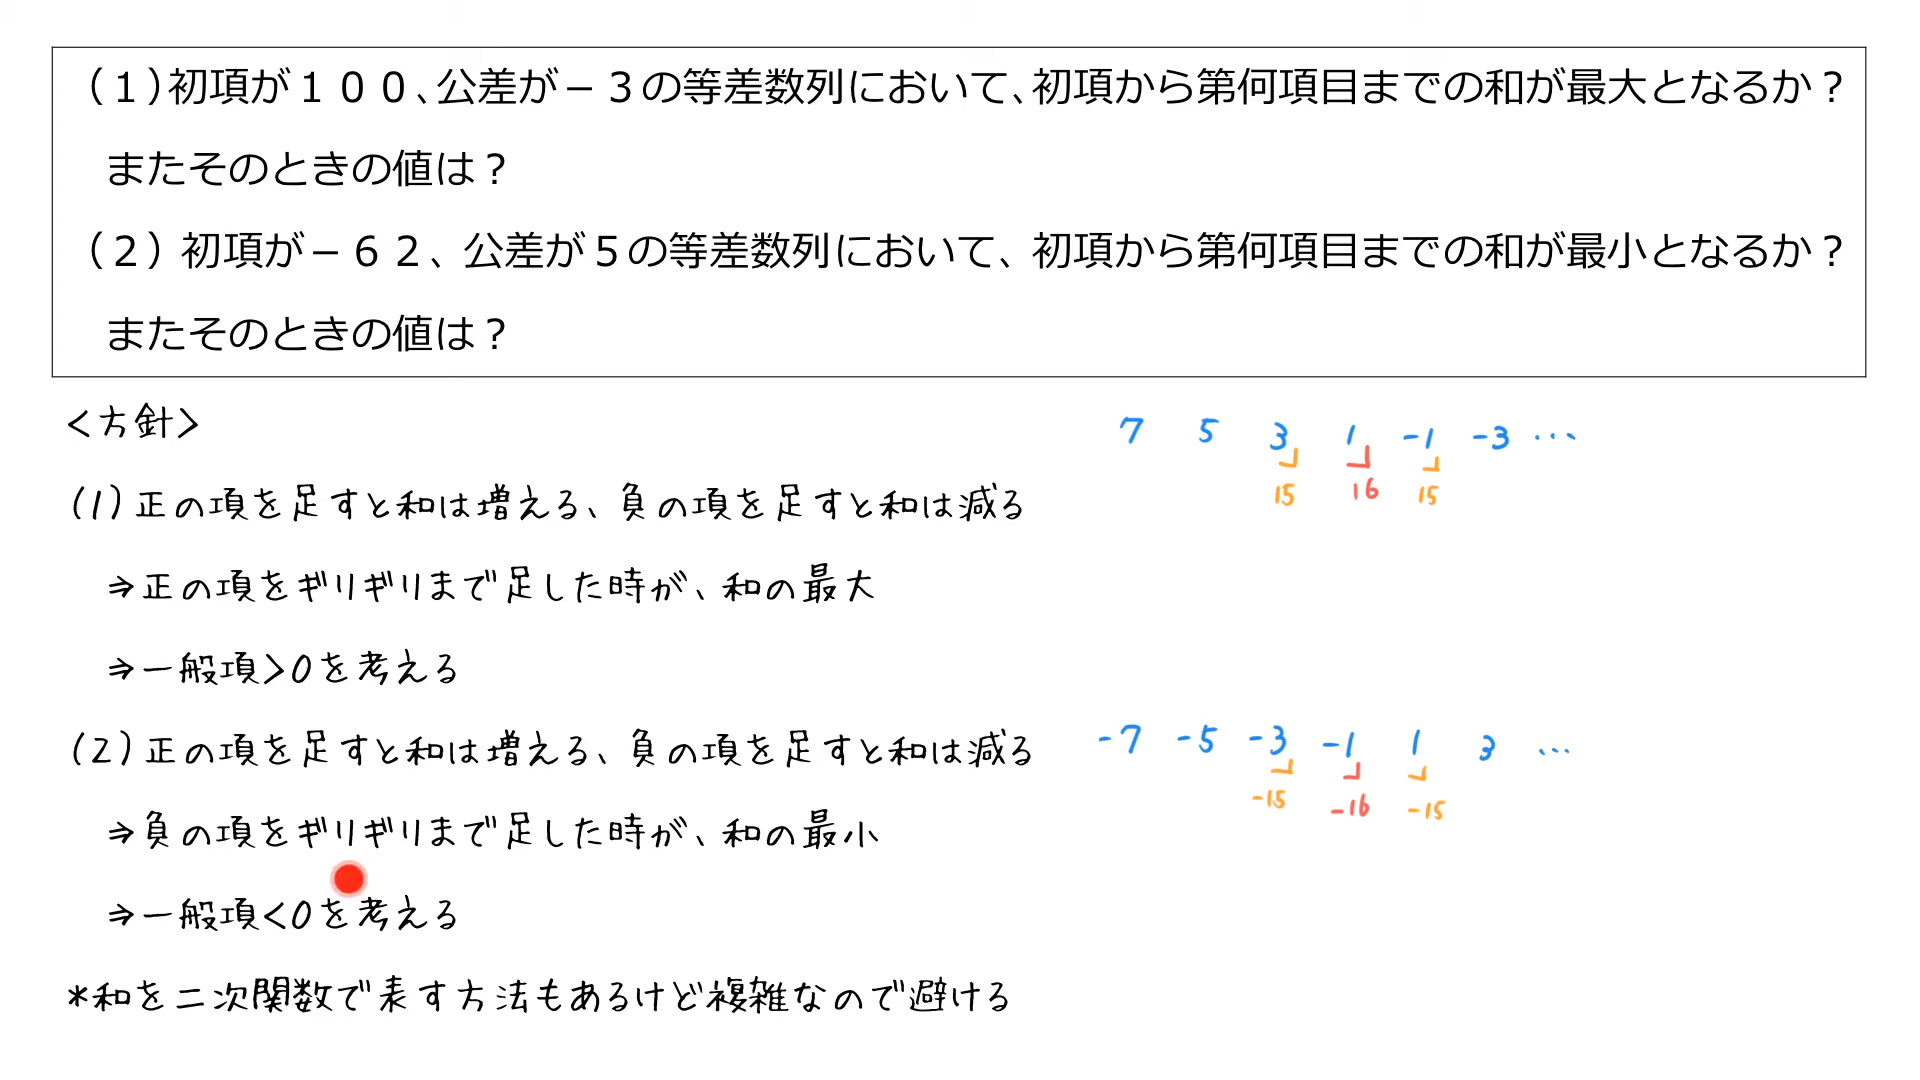 (1)初項が１００、公差が－３の等差数列において、初項から第何項目までの和が最大となるか？
またそのときの値は？
(２) 初項が－６２、公差が５の等差数列において、初項から第何項目までの和が最小となるか？
またそのときの値は？
<方針>
(1)正の項を足すと和は増える、負の項を足すと和は減る
⇒正の項をギリギリまで足した時が、和の最大
⇒一般項>0を考える
7 5 3 1 -1 -3 …
15 16 15
(2)正の項を足すと和は増える、負の項を足すと和は減る
⇒負の項をギリギリまで足した時が、和の最小
⇒一般項<0を考える
-7 -5 -3 -1 1 3 …
-15 -16 -15
*和を二次関数で表す方法もあるけど複雑なので避ける